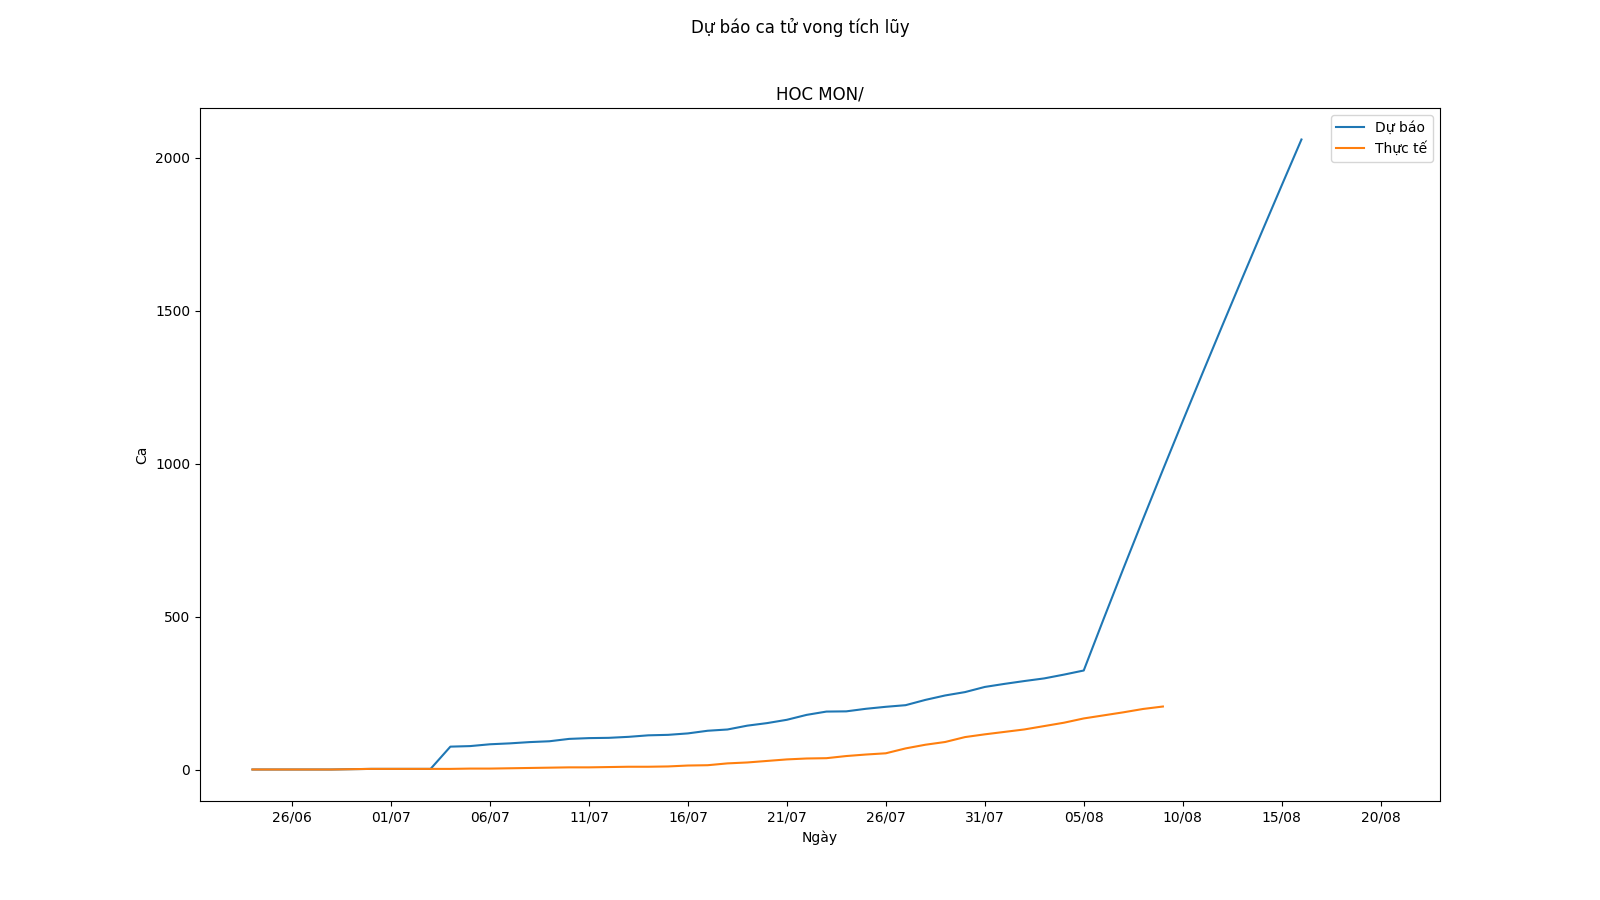 Dự báo ca tử vong tích lũy
HOC MON/
Dự báo
Thực tế
2000
1500
1000
500
0
Ca
26/06 01/07 06/07 11/07 16/07 21/07 26/07 31/07 05/08 10/08 15/08 20/08
Ngày